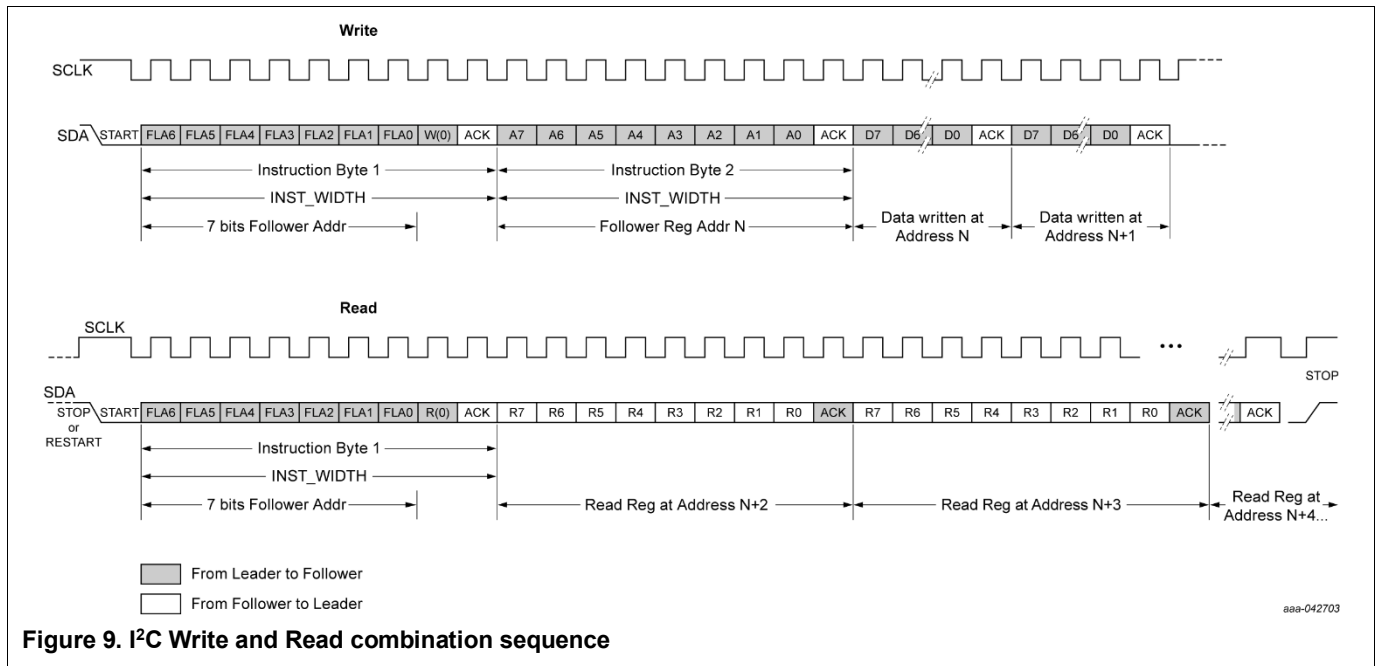 Write
SCLK
SDA START FLA6 FLA5 FLA4 FLA3 FLA2 FLA1 FLA0 W(0) ACK A7 A6 A5 A4 A3 A2 A1 A0 ACK D7 D6 D0 ACK D7 D6 D0 ACK
Instruction Byte 1 Instruction Byte 2
INST_WIDTH INST_WIDTH
7 bits Follower Addr Follower Reg Addr N Data written at Address N Data written at Address N+1
Read
SCLK
...
STOP
SDA
STOP or RESTART START FLA6 FLA5 FLA4 FLA3 FLA2 FLA1 FLA0 R(0) ACK R7 R6 R5 R4 R3 R2 R1 R0 ACK R7 R6 R5 R4 R3 R2 R1 R0 ACK ACK
Instruction Byte 1
INST_WIDTH
7 bits Follower Addr Read Reg at Address N+2 Read Reg at Address N+3 Read Reg at Address N+4...
From Leader to Follower
From Follower to Leader
aaa-042703
Figure 9. I²C Write and Read combination sequence